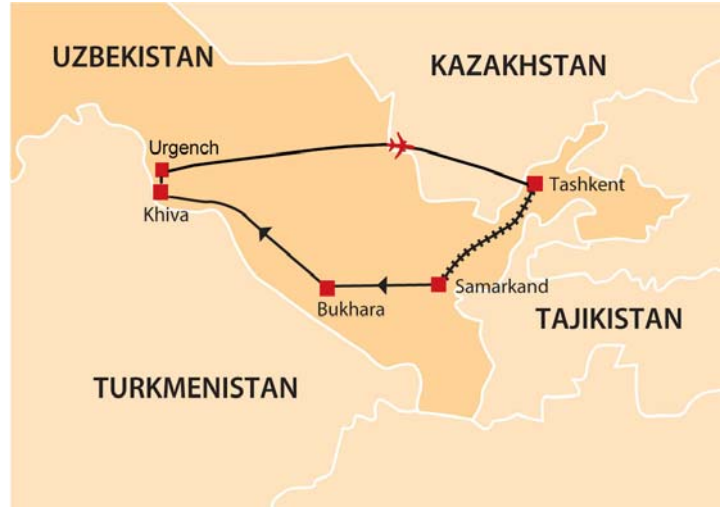 UZBEKISTAN
KAZAKHSTAN
Urgench
Tashkent
Khiva
Samarkand
Bukhara
TAJIKISTAN
TURKMENISTAN